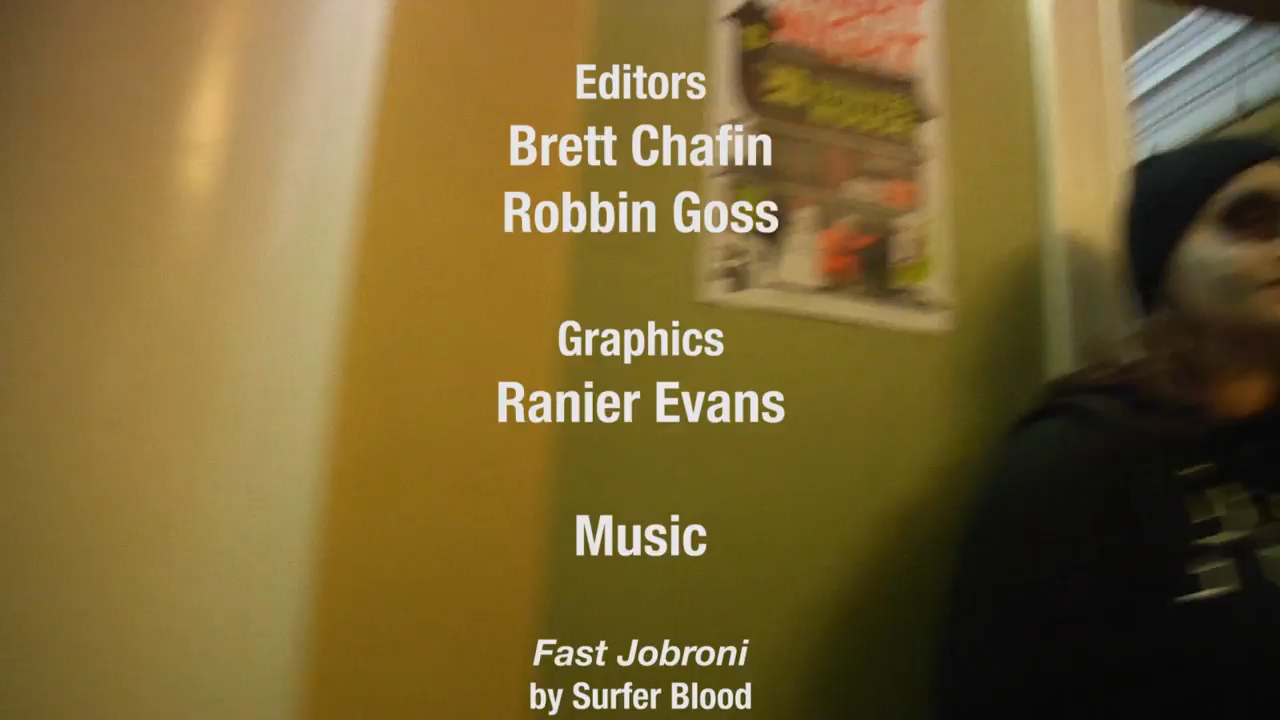 Editors
Brett Chafin
Robbin Goss
Graphics
Ranier Evans
Music
Fast Jobroni
by Surfer Blood